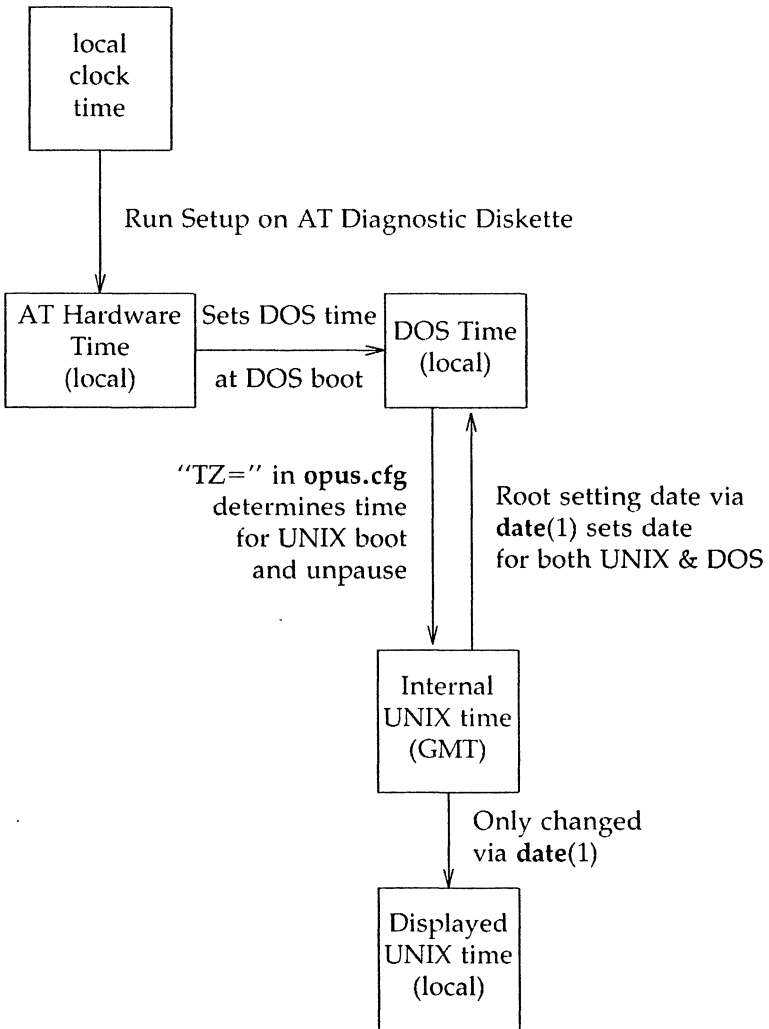 local
clock
time
Run Setup on AT Diagnostic Diskette
AT Hardware
Time
(local)
Sets DOS time
at DOS boot
DOS Time
(local)
"TZ=" in opus.cfg
determines time
for UNIX boot
and unpause
Root setting date via
date(1) sets date
for both UNIX & DOS
Internal
UNIX time
(GMT)
Only changed
via date(1)
Displayed
UNIX time
(local)